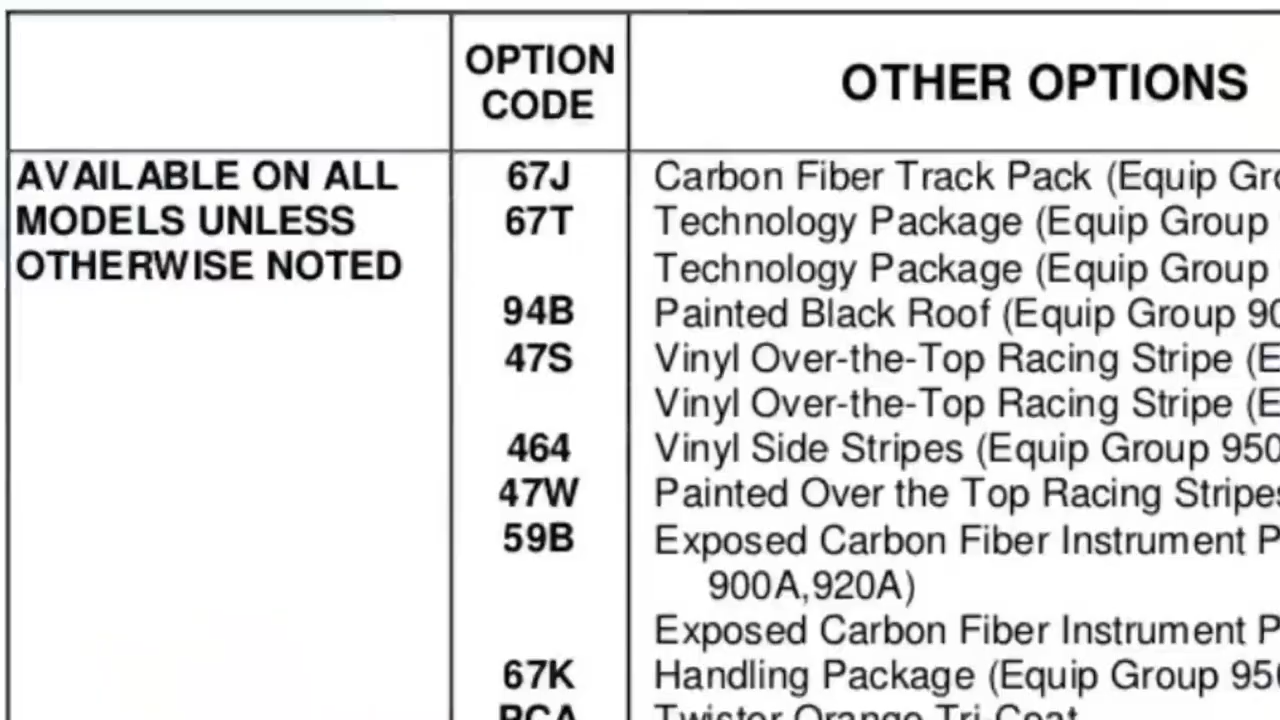 OPTION CODE OTHER OPTIONS
AVAILABLE ON ALL 67J Carbon Fiber Track Pack (Equip
MODELS UNLESS 67T Technology Package (Equip Group
OTHERWISE NOTED Technology Package (Equip Group
94B Painted Black Roof (Equip Group
47S Vinyl Over-the-Top Racing Stripe
Vinyl Over-the-Top Racing Stripe
464 Vinyl Side Stripes (Equip Group
47W Painted Over the Top Racing Stripes
59B Exposed Carbon Fiber Instrument
900A,920A)
Exposed Carbon Fiber Instrument
67K Handling Package (Equip Group
Twister Orange Tri-Coat